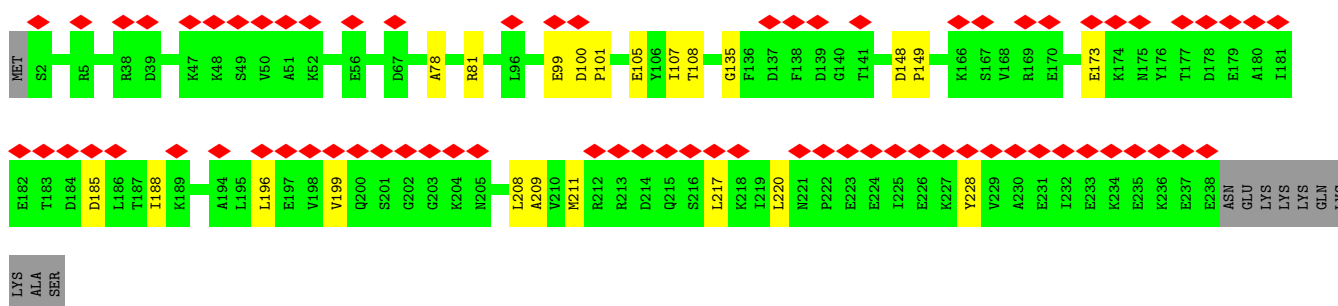 MET S2 R5 R38 D39 K47 K48 S49 V50 A51 K52 E56 D67 A78 R81 L96 E99 D100 P101 E105 Y106 I107 T108 G135 F136 D137 F138 D139 G140 T141 D148 P149 K166 S167 V168 R169 E170 E173 K174 N175 Y176 T177 D178 E179 A180 I181
E182 T183 D184 D185 L186 T187 I188 K189 A194 L195 L196 E197 V198 V199 Q200 S201 G202 G203 K204 N205 L208 A209 V210 M211 R212 R213 D214 Q215 S216 L217 K218 I219 L220 N221 P222 E223 E224 I225 E226 K227 Y228 V229 A230 E231 I232 E233 K234 E235 K236 E237 E238 ASN GLU LYS LYS LYS GLN LYS
LYS ALA SER